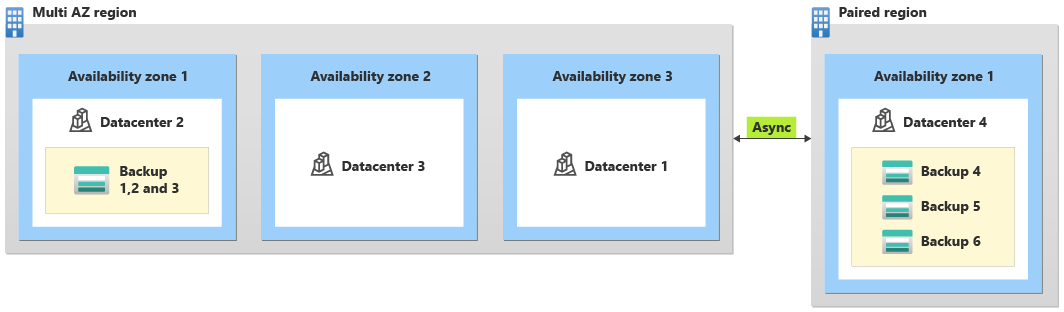 Multi AZ region
Paired region
Availability zone 1
Availability zone 2
Availability zone 3
Availability zone 1
Datacenter 2
Backup
1,2 and 3
Datacenter 3
Datacenter 1
Async
Datacenter 4
Backup 4
Backup 5
Backup 6